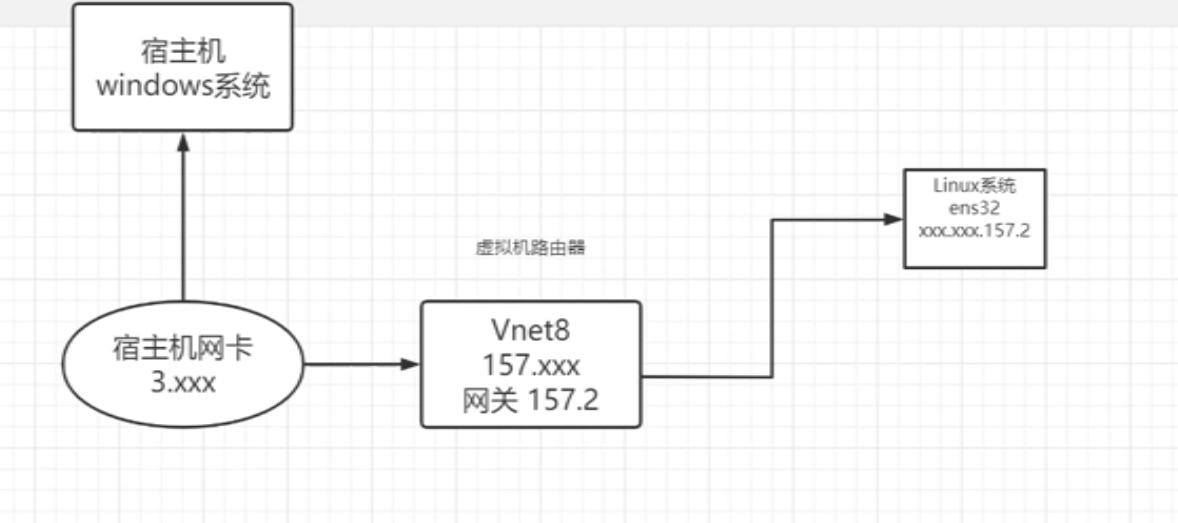 宿主机
windows系统
Linux系统
ens32
xxx.xxx.157.2
虚拟机路由器
宿主机网卡
3.xxx
Vnet8
157.xxx
网关 157.2